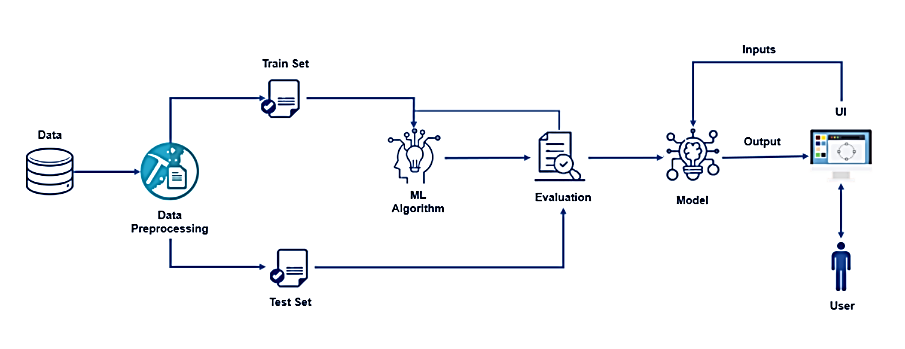 Data
Data
Preprocessing
Train Set
Test Set
ML
Algorithm
Evaluation
Model
Inputs
Output
UI
User